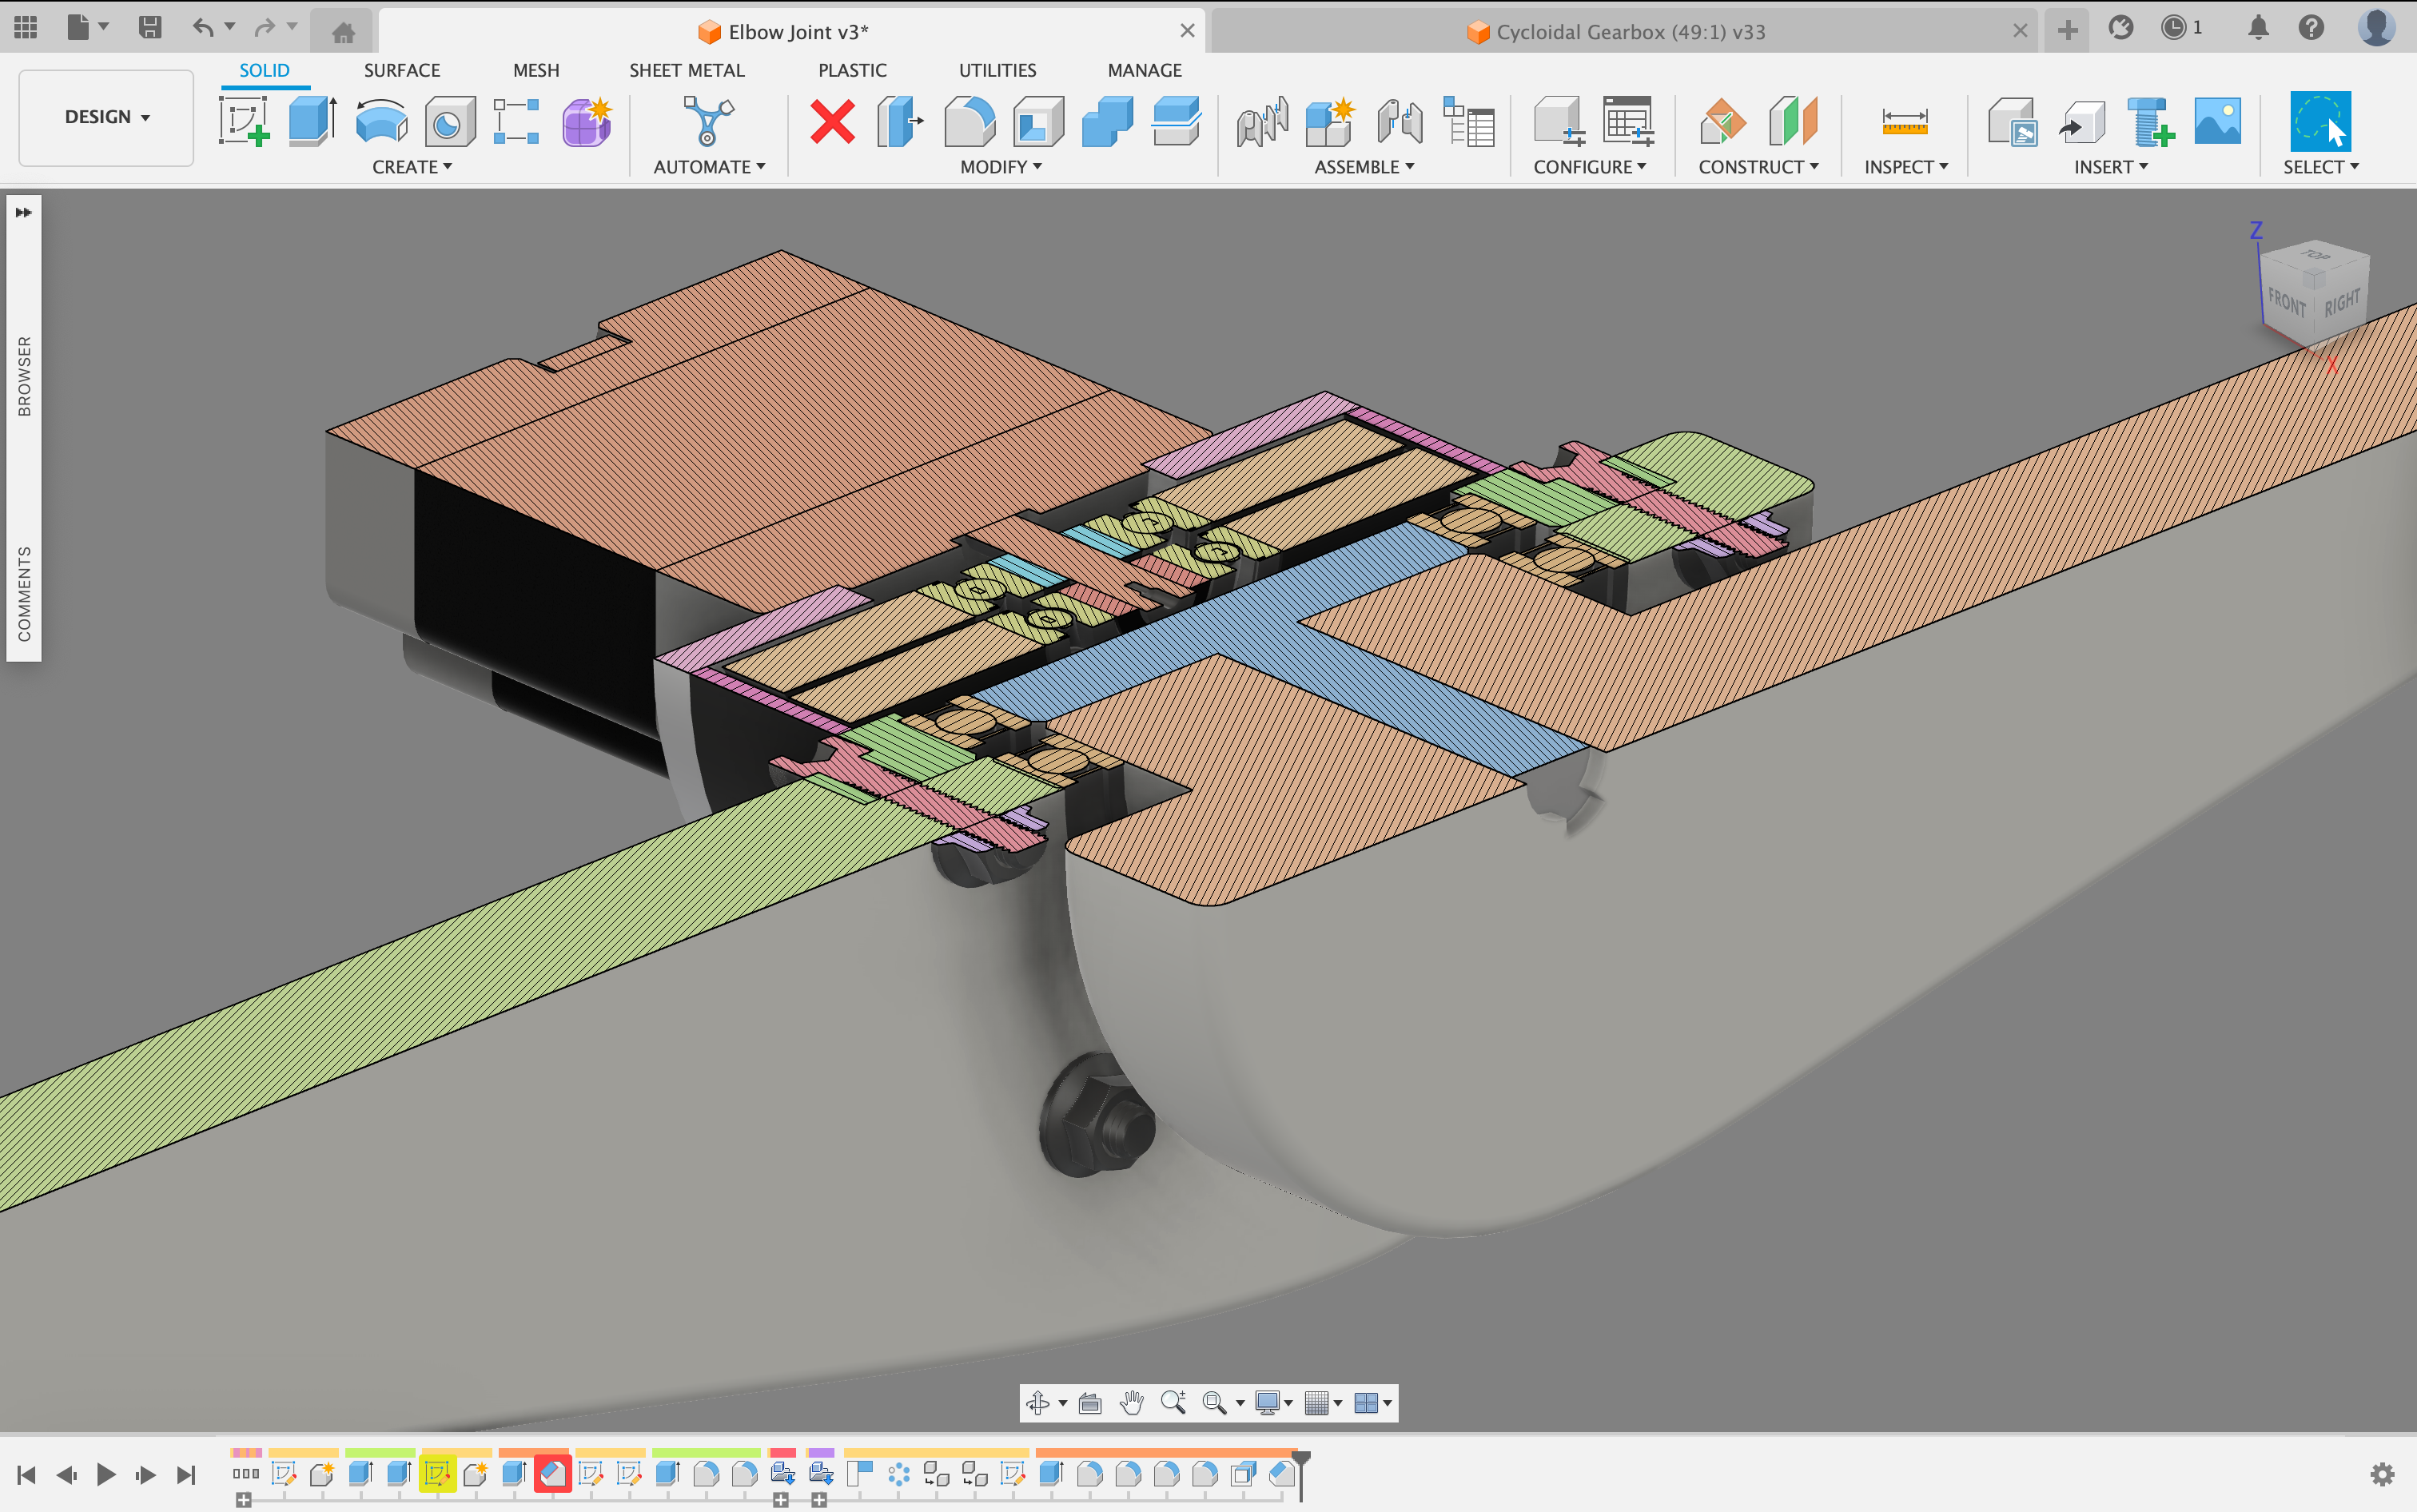 Elbow Joint v3*
Cycloidal Gearbox (49:1) v33
1
DESIGN
SOLID
SURFACE
MESH
SHEET METAL
PLASTIC
UTILITIES
MANAGE
CREATE
AUTOMATE
MODIFY
ASSEMBLE
CONFIGURE
CONSTRUCT
INSPECT
INSERT
SELECT
BROWSER
COMMENTS
Z
TOP
FRONT
RIGHT
X